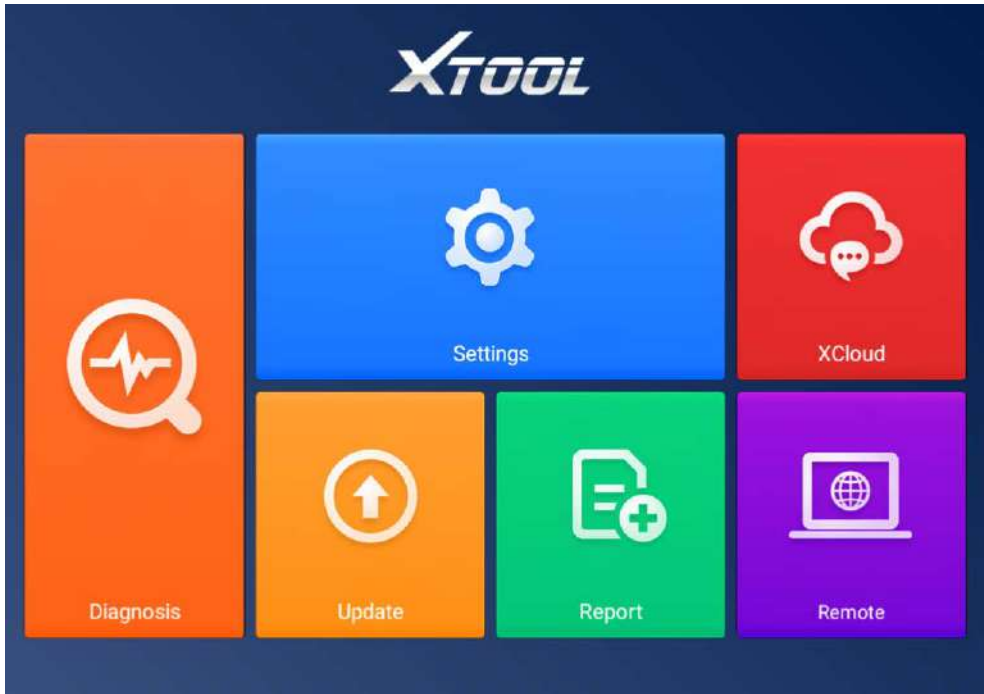 XTOOL
Settings
XCloud
Diagnosis
Update
Report
Remote